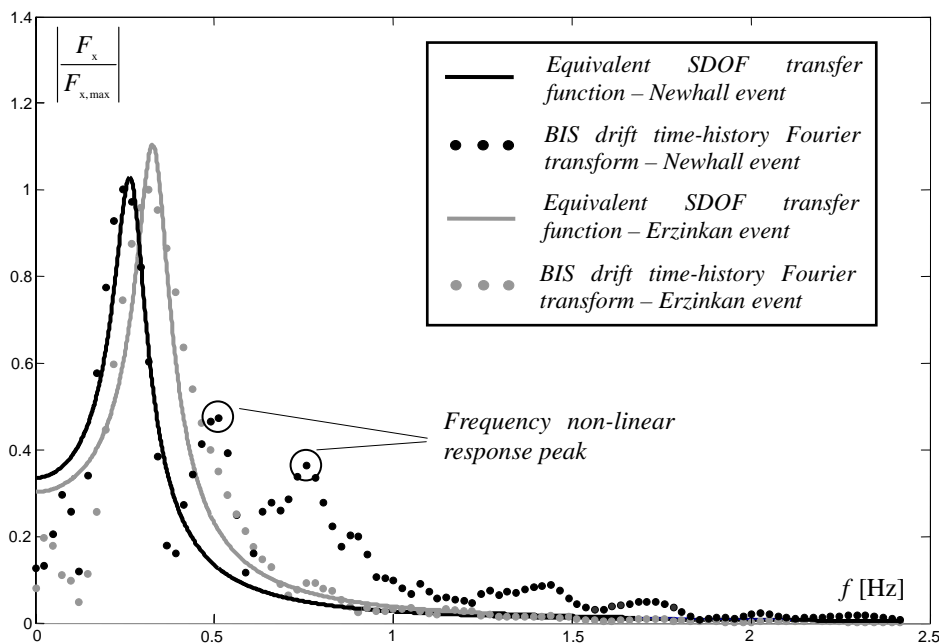 1.4
1.2
1
0.8
0.6
0.4
0.2
0
| F_x / F_x,max |
Equivalent SDOF transfer
function – Newhall event
BIS drift time-history Fourier
transform – Newhall event
Equivalent SDOF transfer
function – Erzinkan event
BIS drift time-history Fourier
transform – Erzinkan event
Frequency non-linear
response peak
f [Hz]
0 0.5 1 1.5 2 2.5